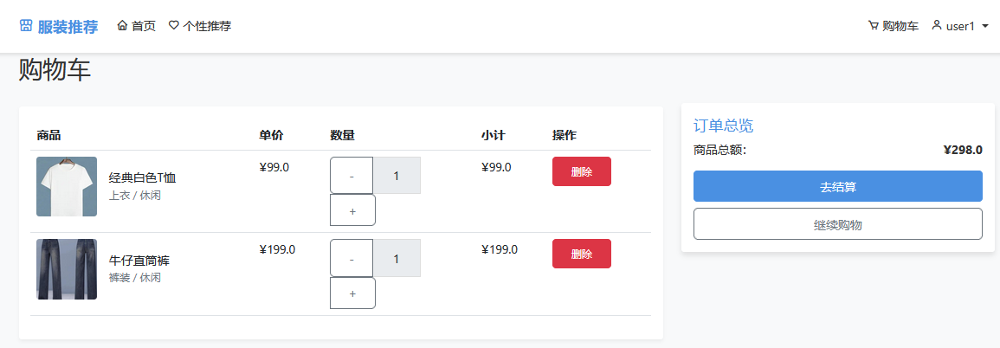 服装推荐 首页 个性推荐 购物车 user1
购物车
商品 单价 数量 小计 操作
经典白色T恤
上衣 / 休闲
¥99.0
- 1
+
¥99.0
删除
牛仔直筒裤
裤装 / 休闲
¥199.0
- 1
+
¥199.0
删除
订单总览
商品总额: ¥298.0
去结算
继续购物